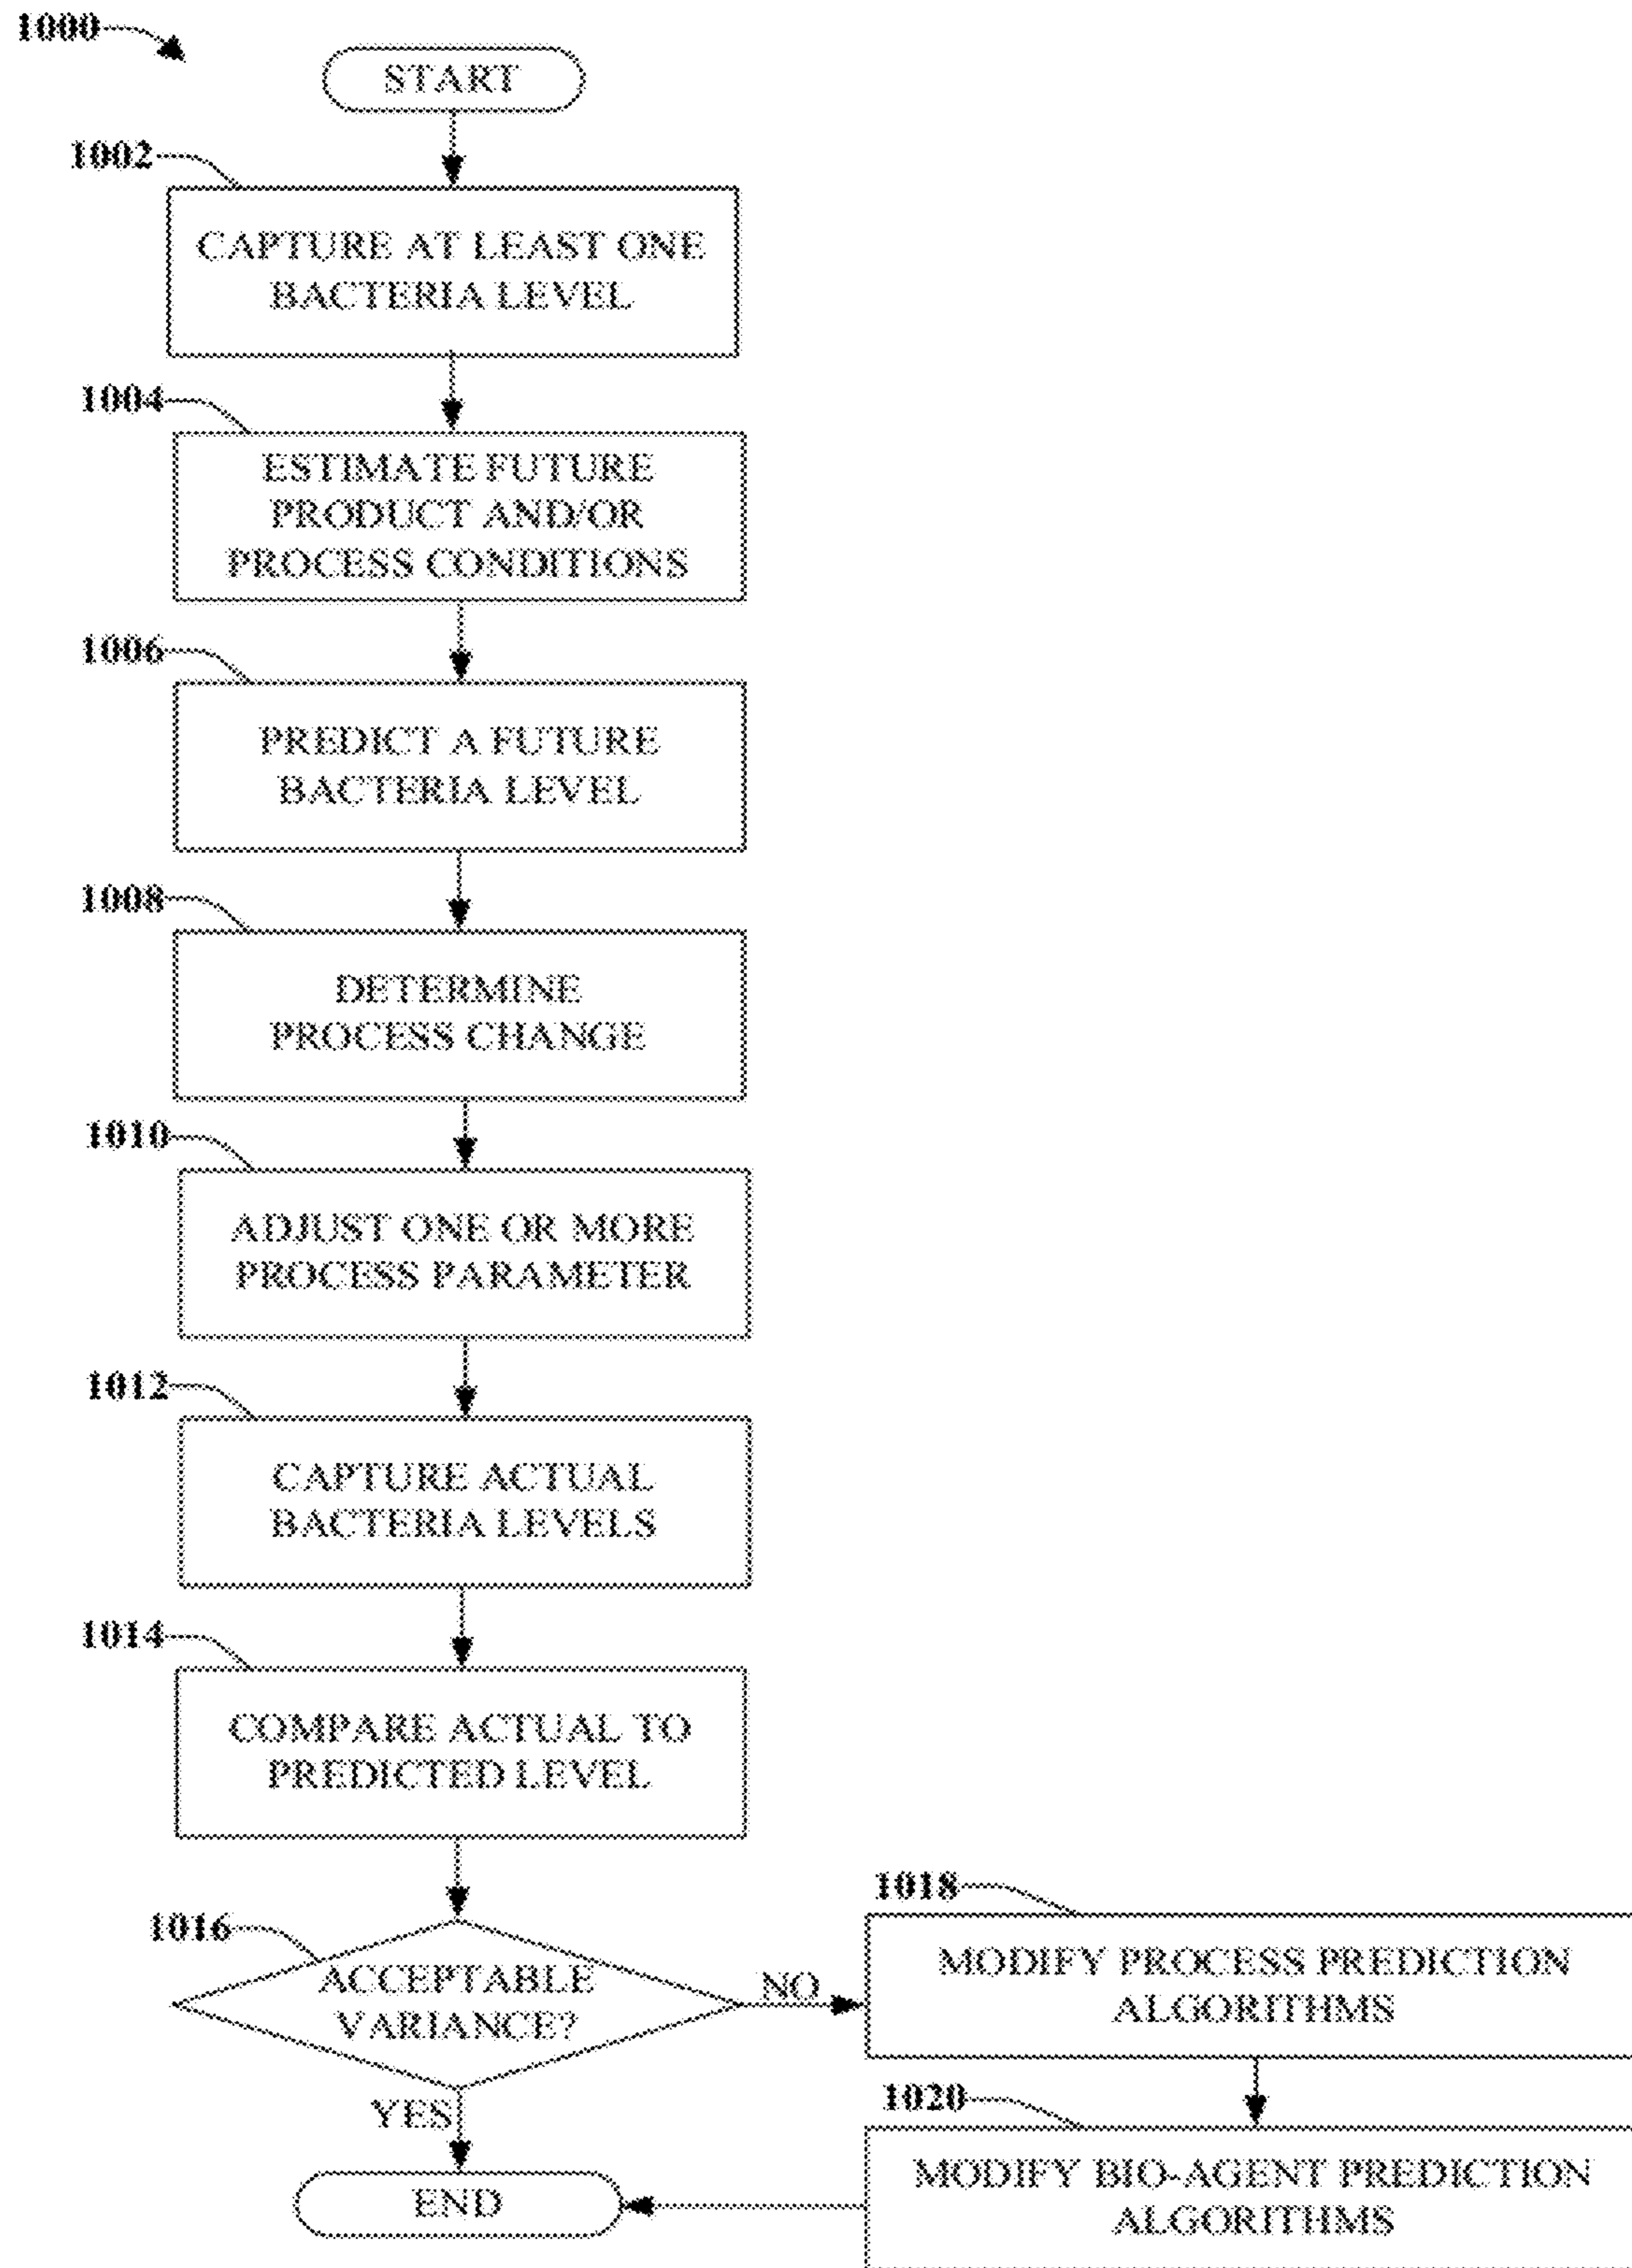 1000
START
1002
CAPTURE AT LEAST ONE
BACTERIA LEVEL
1004
ESTIMATE FUTURE
PRODUCT AND/OR
PROCESS CONDITIONS
1006
PREDICT A FUTURE
BACTERIA LEVEL
1008
DETERMINE
PROCESS CHANGE
1010
ADJUST ONE OR MORE
PROCESS PARAMETER
1012
CAPTURE ACTUAL
BACTERIA LEVELS
1014
COMPARE ACTUAL TO
PREDICTED LEVEL
1016
ACCEPTABLE
VARIANCE?
NO
YES
1018
MODIFY PROCESS PREDICTION
ALGORITHMS
1020
MODIFY BIO-AGENT PREDICTION
ALGORITHMS
END